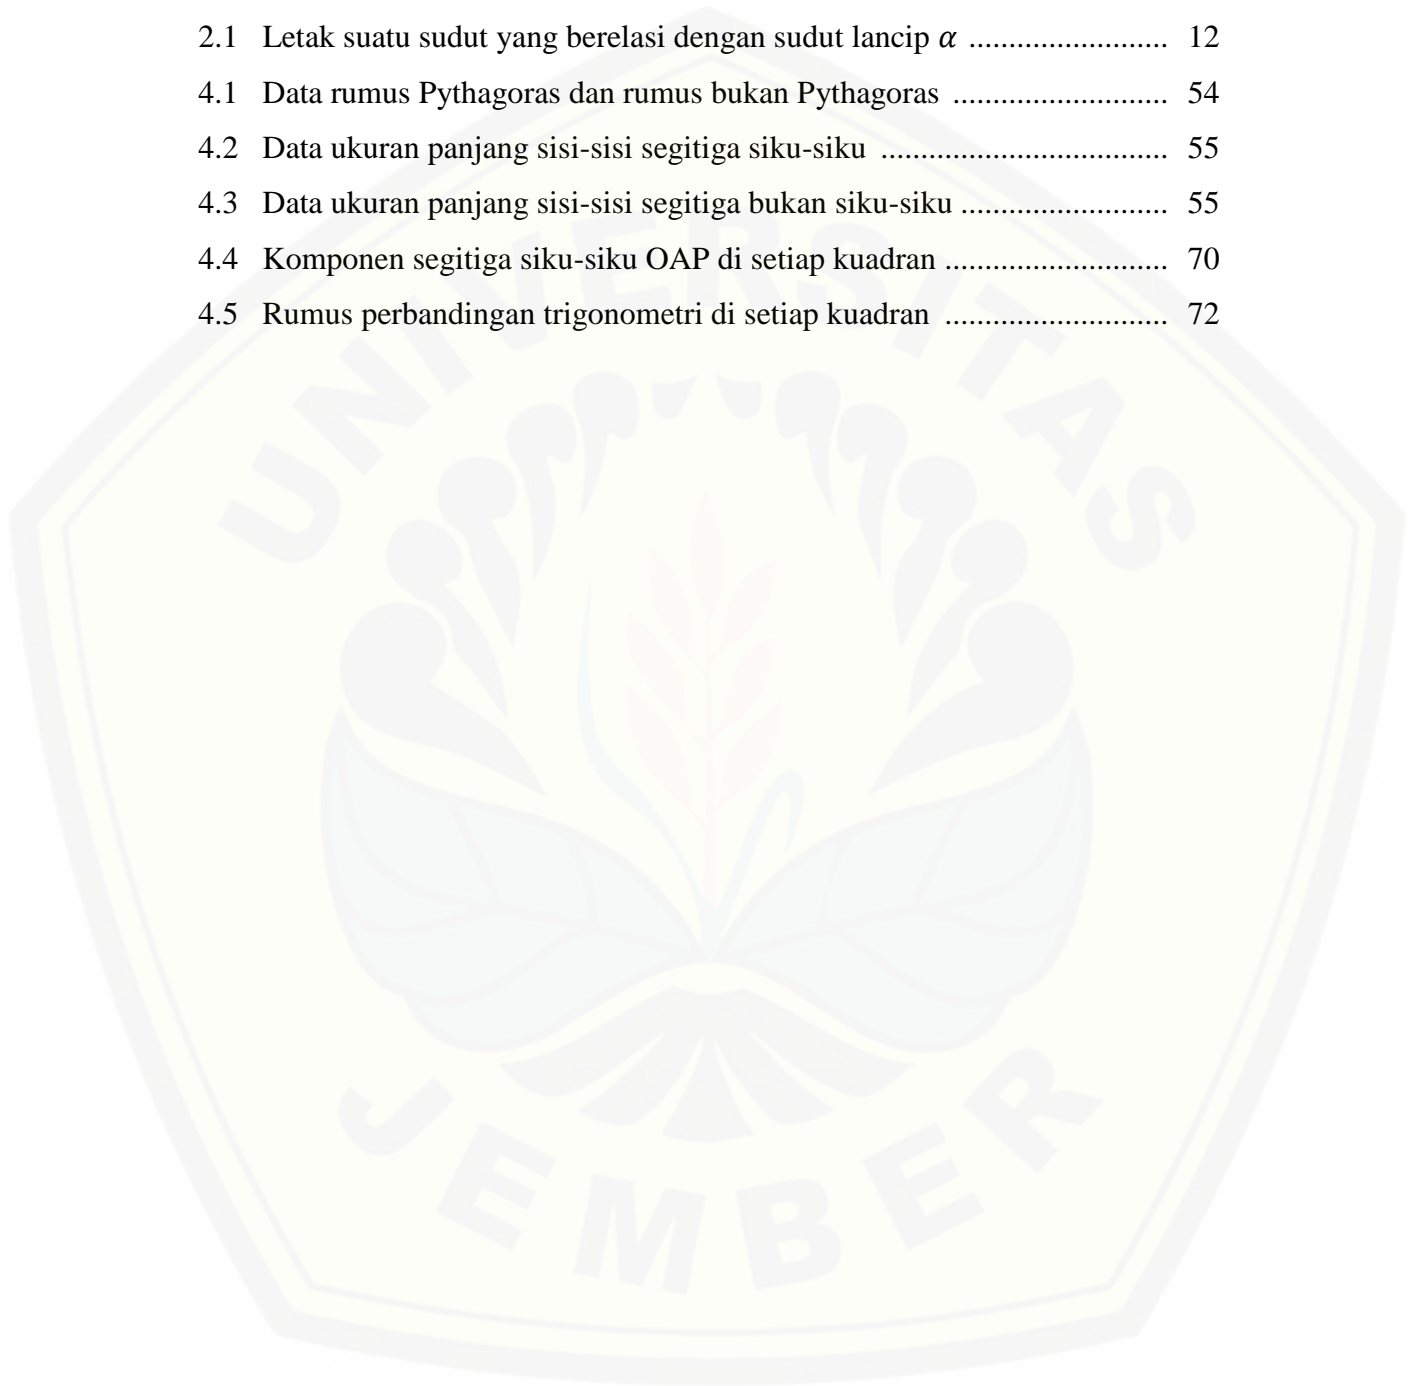 2.1 Letak suatu sudut yang berelasi dengan sudut lancip 𝛼 ......................... 12
4.1 Data rumus Pythagoras dan rumus bukan Pythagoras ........................... 54
4.2 Data ukuran panjang sisi-sisi segitiga siku-siku .................................... 55
4.3 Data ukuran panjang sisi-sisi segitiga bukan siku-siku .......................... 55
4.4 Komponen segitiga siku-siku OAP di setiap kuadran ............................ 70
4.5 Rumus perbandingan trigonometri di setiap kuadran ............................ 72
UNIVERSITAS
JEMBER